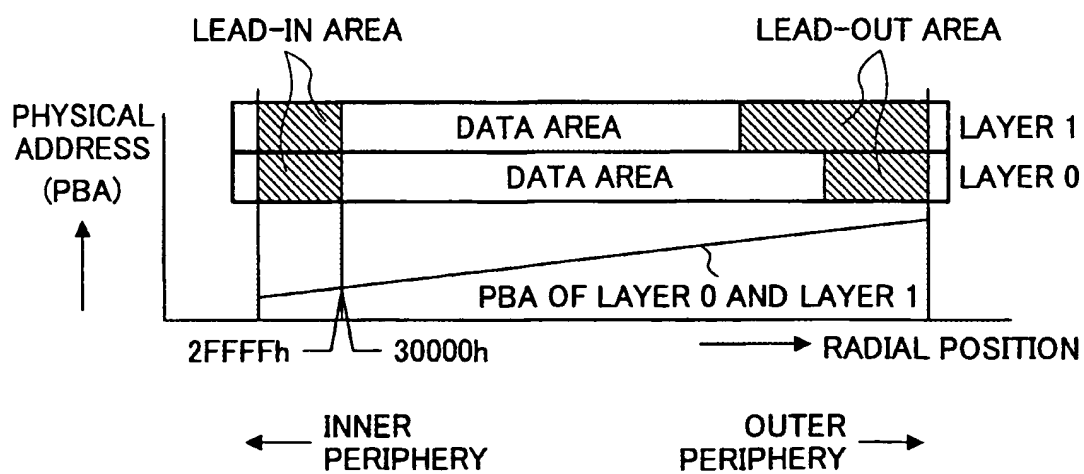 LEAD-IN AREA
LEAD-OUT AREA
PHYSICAL
ADDRESS
(PBA)
DATA AREA
LAYER 1
DATA AREA
LAYER 0
PBA OF LAYER 0 AND LAYER 1
2FFFFh
30000h
RADIAL POSITION
INNER
PERIPHERY
OUTER
PERIPHERY